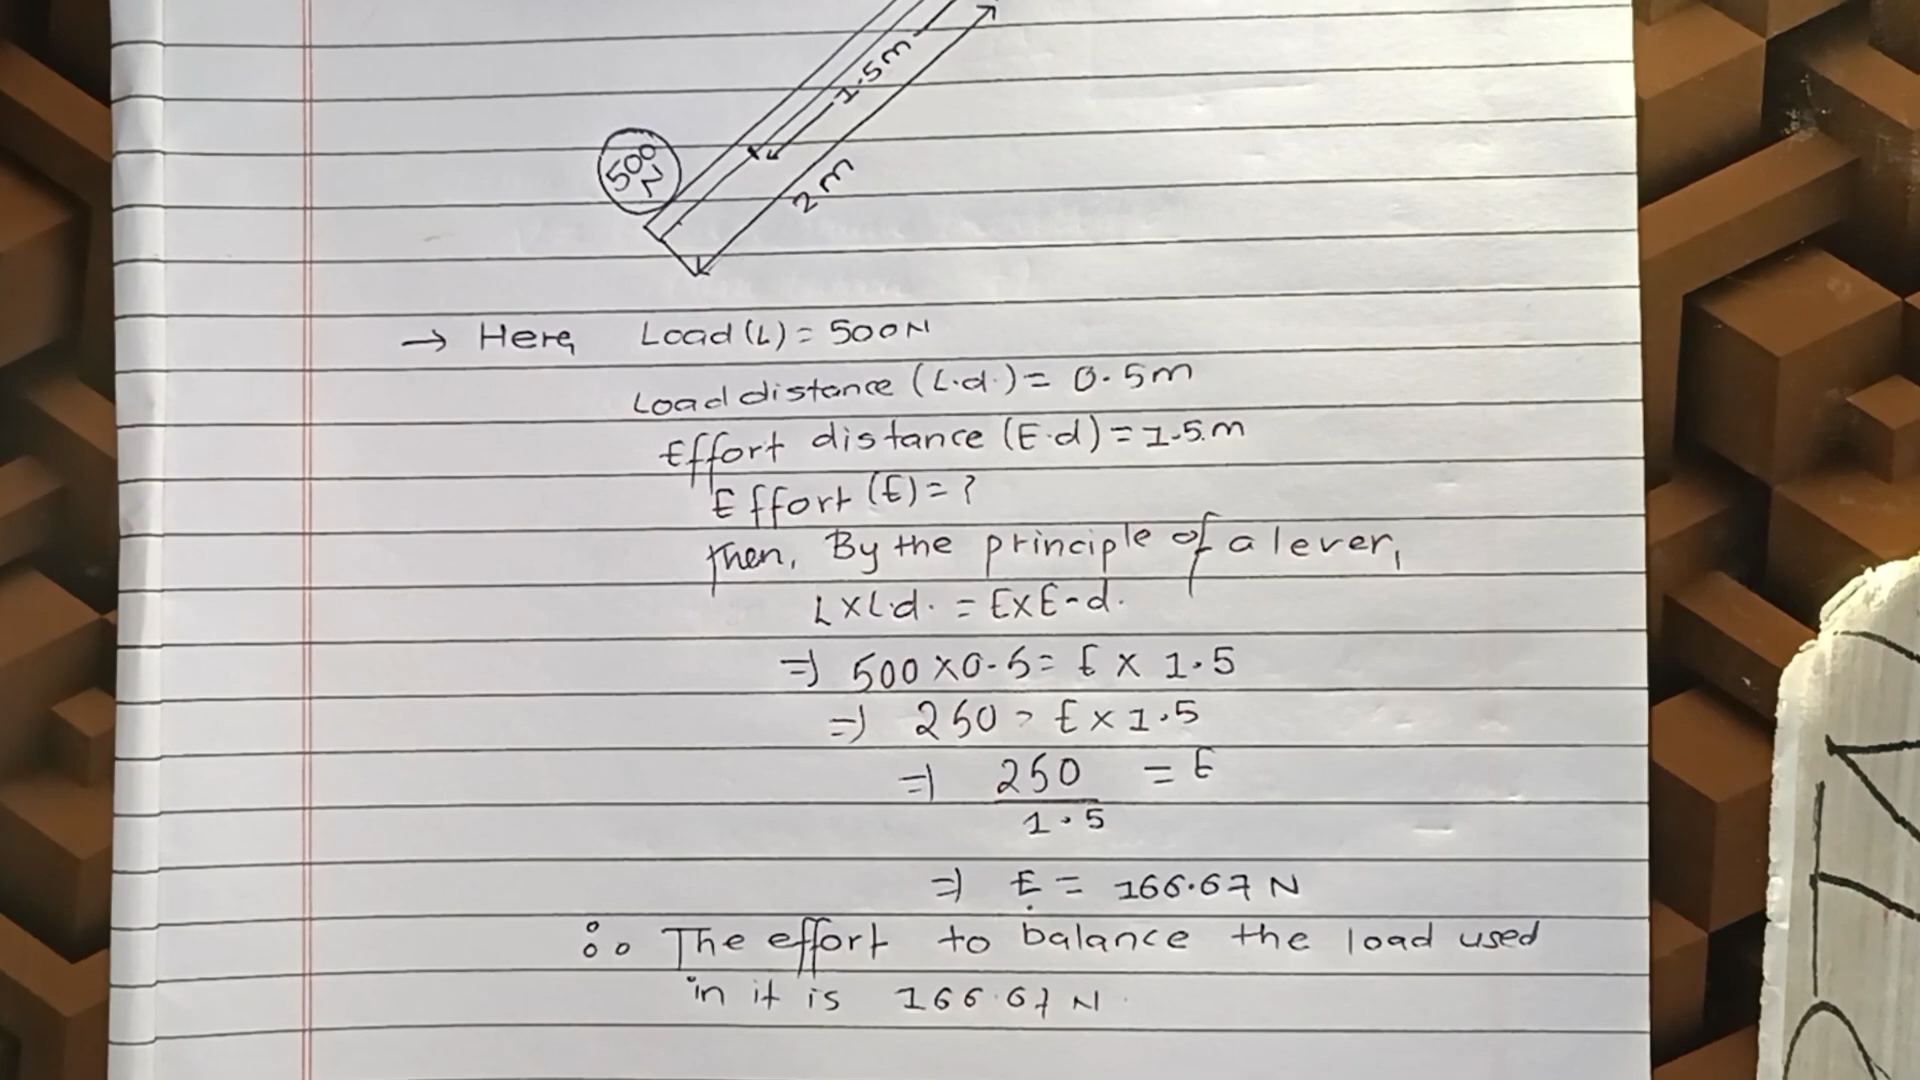 1.5m
500
N
2m
→ Here, Load (L) = 500N
Load distance (L.d.) = 0.5m
Effort distance (E.d) = 1.5m
Effort (E) = ?
then, By the principle of a lever,
L×L.d. = E×E-d.
⇒ 500×0.5 = E × 1.5
⇒ 250 = E×1.5
⇒ 250 = E
1.5
⇒ E = 166.67 N
∴ The effort to balance the load used
in it is 166.67 N